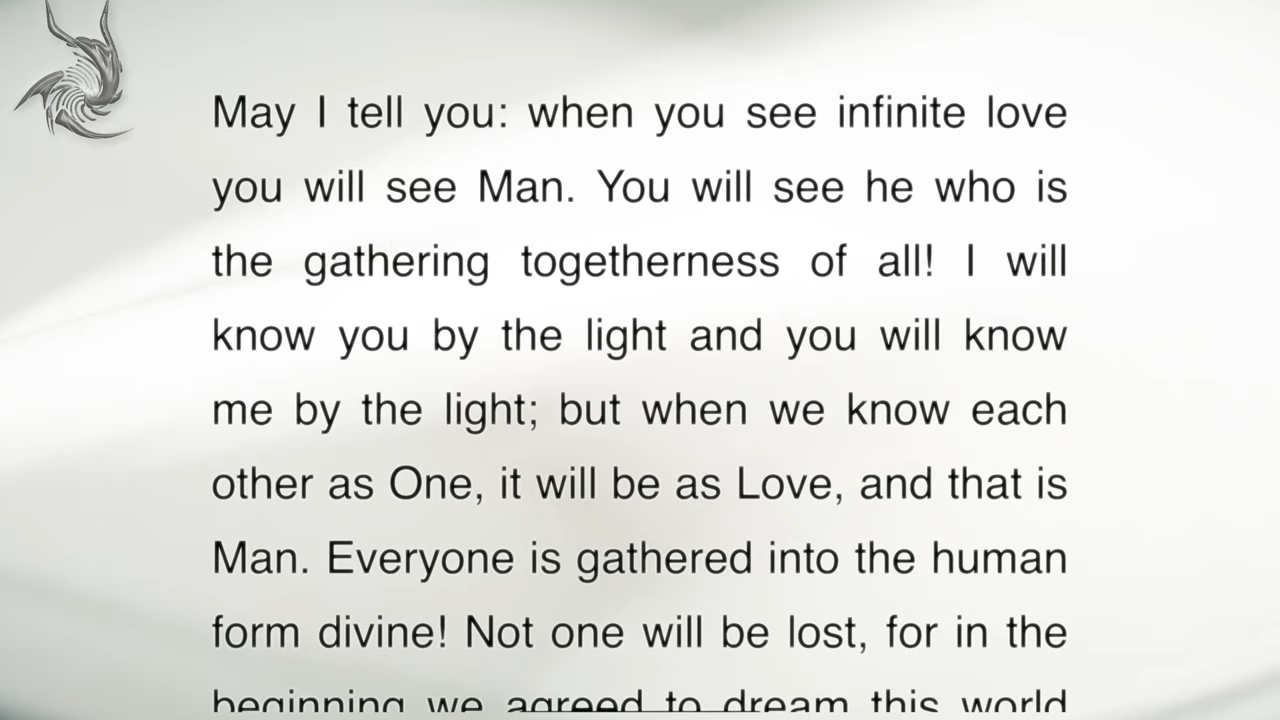 May I tell you: when you see infinite love
you will see Man. You will see he who is
the gathering togetherness of all! I will
know you by the light and you will know
me by the light; but when we know each
other as One, it will be as Love, and that is
Man. Everyone is gathered into the human
form divine! Not one will be lost, for in the
beginning we agreed to dream this world